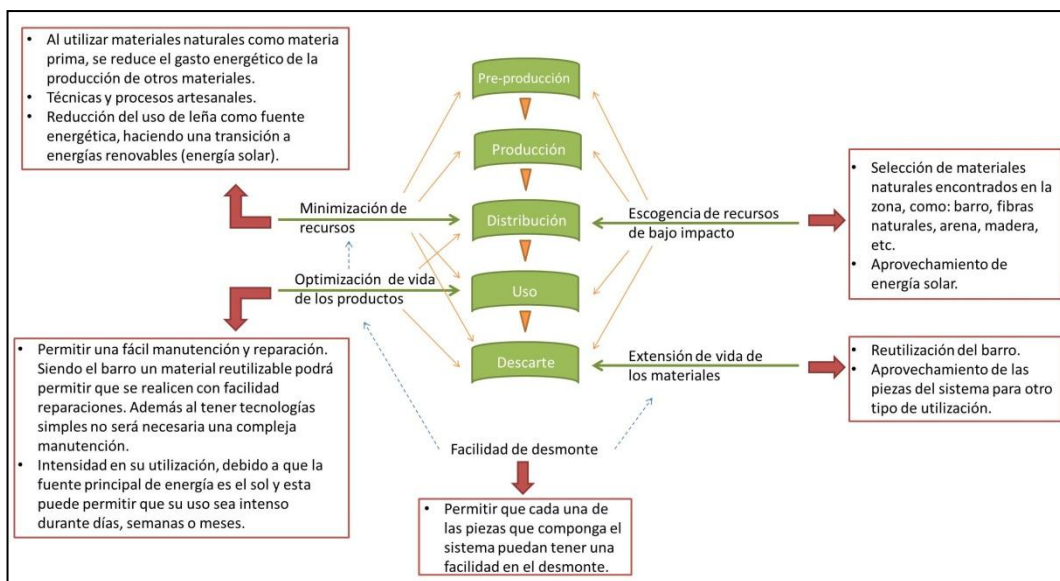 • Al utilizar materiales naturales como materia
prima, se reduce el gasto energético de la
producción de otros materiales.
• Técnicas y procesos artesanales.
• Reducción del uso de leña como fuente
energética, haciendo una transición a
energías renovables (energía solar).
Pre-producción
Producción
Distribución
Uso
Descarte
Minimización de
recursos
Optimización de vida
de los productos
Escogencia de recursos
de bajo impacto
Extensión de vida de
los materiales
• Selección de materiales
naturales encontrados en la
zona, como: barro, fibras
naturales, arena, madera,
etc.
• Aprovechamiento de
energía solar.
• Permitir una fácil manutención y reparación.
Siendo el barro un material reutilizable podrá
permitir que se realicen con facilidad
reparaciones. Además al tener tecnologías
simples no será necesaria una compleja
manutención.
• Intensidad en su utilización, debido a que la
fuente principal de energía es el sol y esta
puede permitir que su uso sea intenso
durante días, semanas o meses.
• Reutilización del barro.
• Aprovechamiento de las
piezas del sistema para otro
tipo de utilización.
Facilidad de desmonte
• Permitir que cada una de
las piezas que componga el
sistema puedan tener una
facilidad en el desmonte.